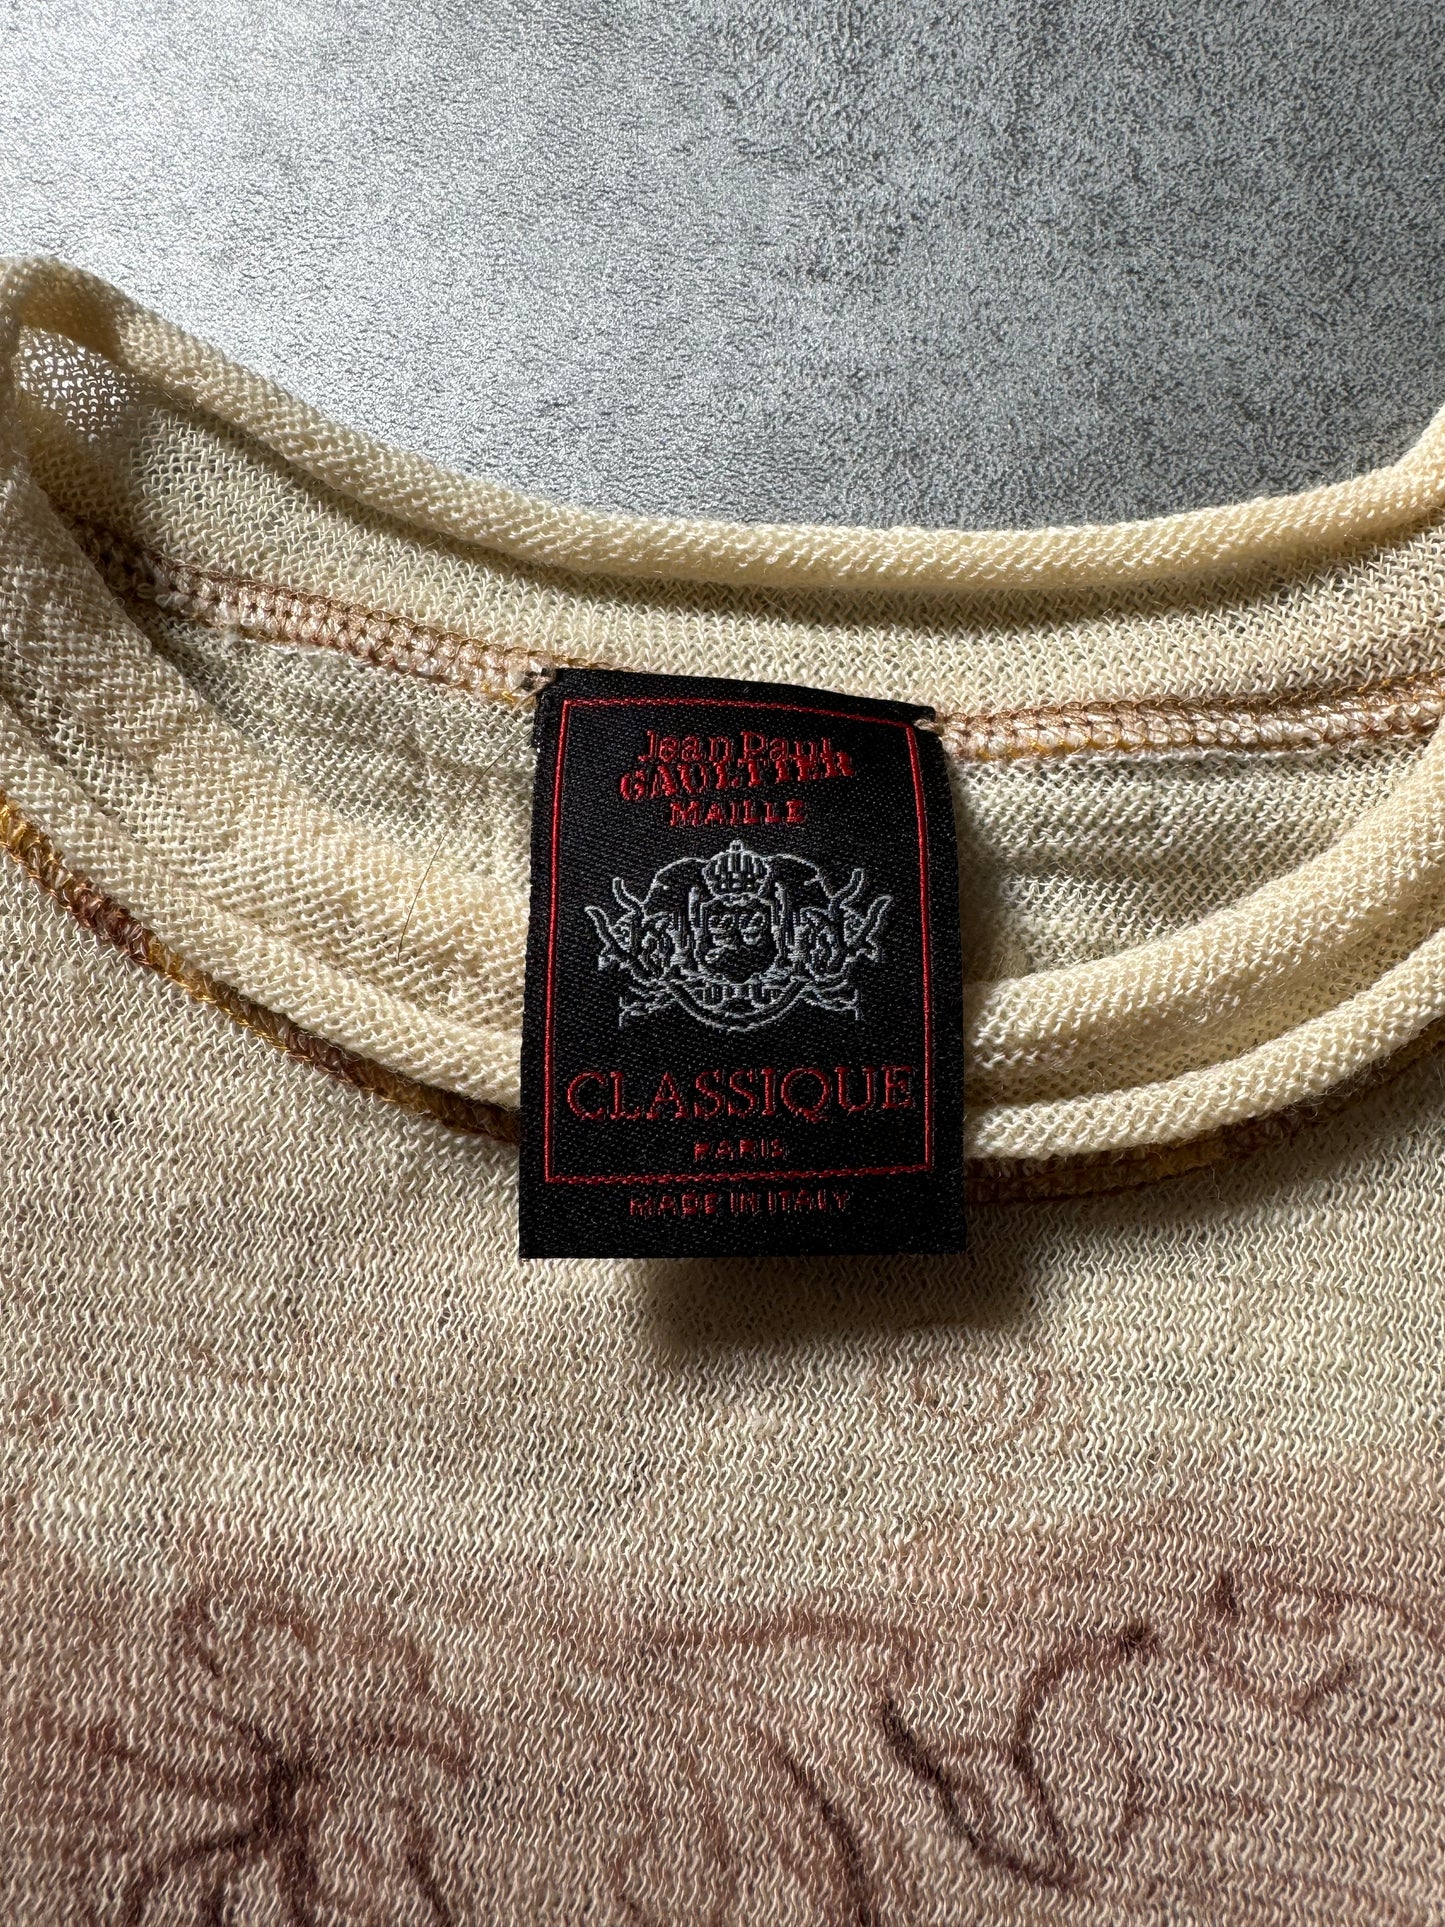 Jean Paul
GAULTIER
MAILLE
CLASSIQUE
PARIS
MADE IN ITALY